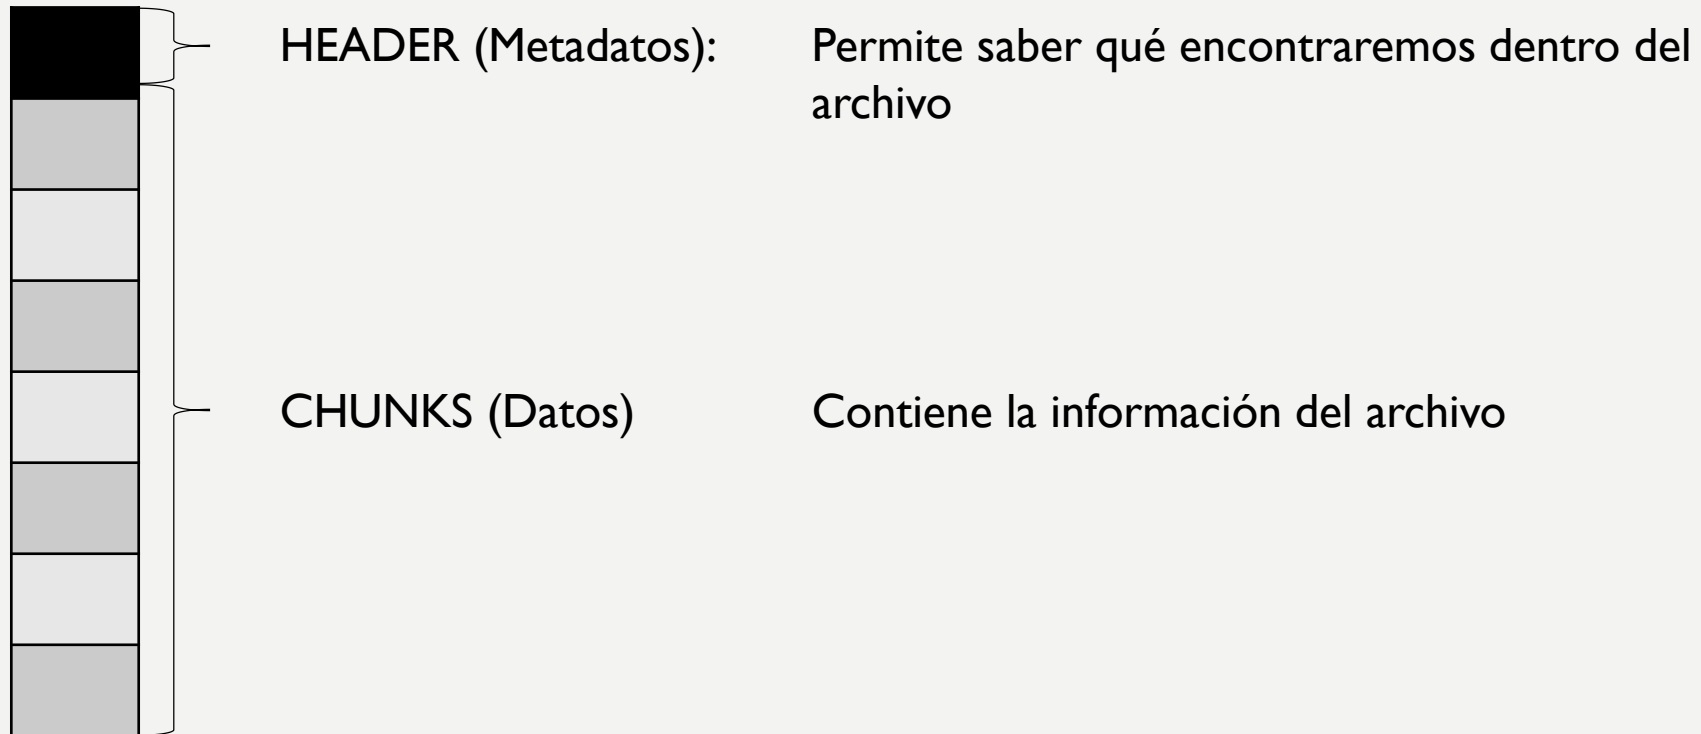 HEADER (Metadatos): Permite saber qué encontraremos dentro del
archivo
CHUNKS (Datos) Contiene la información del archivo